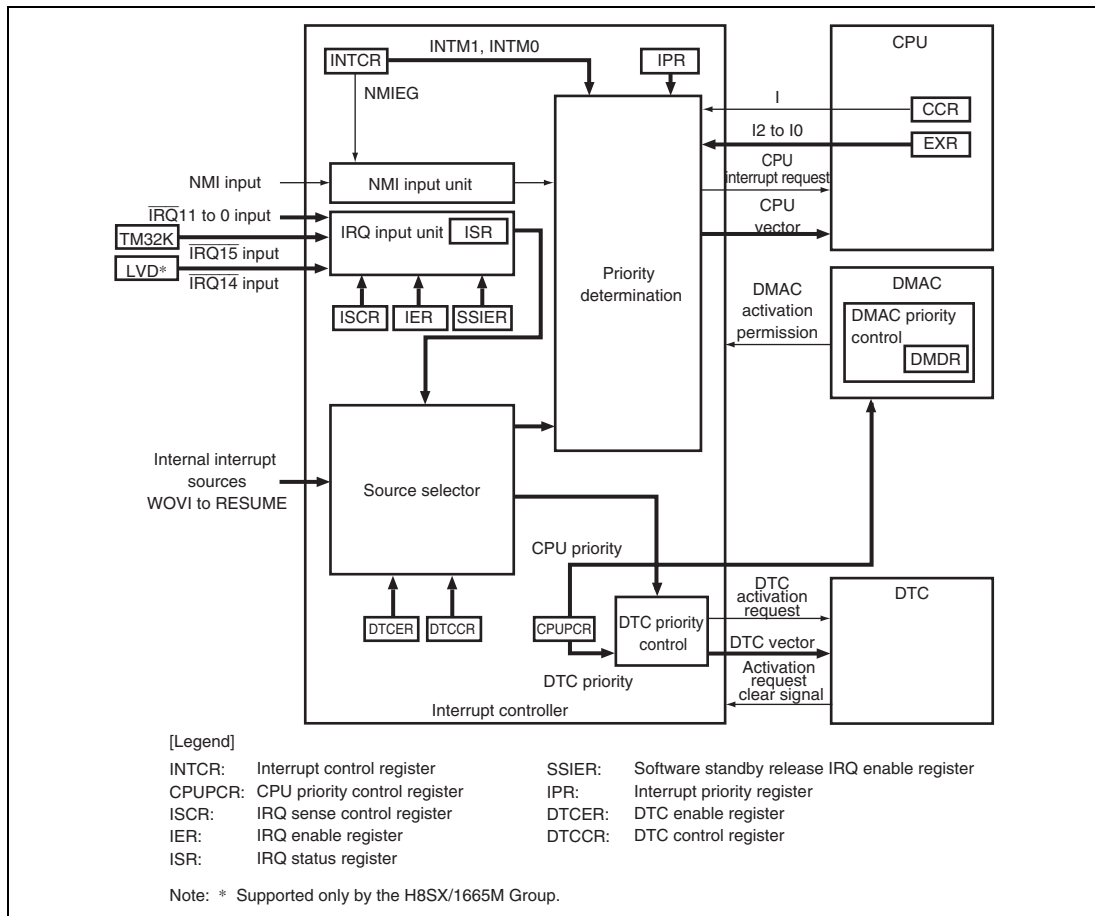 INTCR
INTM1, INTM0
IPR
CPU
NMIEG
I
CCR
I2 to I0
EXR
CPU
interrupt request
NMI input
NMI input unit
CPU
vector
IRQ11 to 0 input
IRQ input unit
ISR
TM32K
IRQ15 input
LVD*
IRQ14 input
Priority
determination
ISCR
IER
SSIER
DMAC
activation
permission
DMAC
DMAC priority
control
DMDR
Internal interrupt
sources
WOVI to RESUME
Source selector
CPU priority
DTCER
DTCCR
CPUPCR
DTC priority
control
DTC priority
DTC
activation
request
DTC vector
Activation
request
clear signal
DTC
Interrupt controller
[Legend]
INTCR: Interrupt control register
CPUPCR: CPU priority control register
ISCR: IRQ sense control register
IER: IRQ enable register
ISR: IRQ status register
SSIER: Software standby release IRQ enable register
IPR: Interrupt priority register
DTCER: DTC enable register
DTCCR: DTC control register
Note: * Supported only by the H8SX/1665M Group.